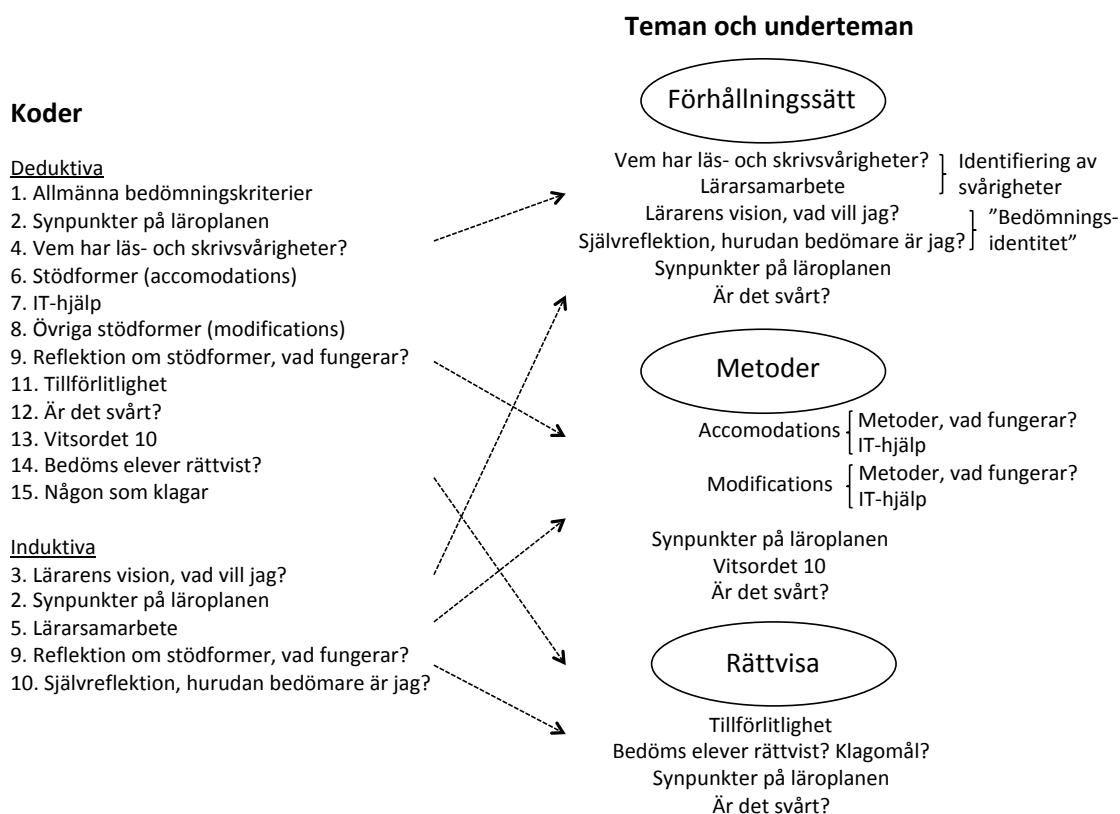 Teman och underteman
Koder
Deduktiva
1. Allmänna bedömningskriterier
2. Synpunkter på läroplanen
4. Vem har läs- och skrivsvårigheter?
6. Stödformer (accomodations)
7. IT-hjälp
8. Övriga stödformer (modifications)
9. Reflektion om stödformer, vad fungerar?
11. Tillförlitlighet
12. Är det svårt?
13. Vitsordet 10
14. Bedöms elever rättvist?
15. Någon som klagar
Induktiva
3. Lärarens vision, vad vill jag?
2. Synpunkter på läroplanen
5. Lärarsamarbete
9. Reflektion om stödformer, vad fungerar?
10. Självreflektion, hurudan bedömare är jag?
Förhållningssätt
Vem har läs- och skrivsvårigheter?
Lärarsamarbete
Identifiering av
svårigheter
Lärarens vision, vad vill jag?
Självreflektion, hurudan bedömare är jag?
”Bedömnings-
identitet”
Synpunkter på läroplanen
Är det svårt?
Metoder
Accomodations
Metoder, vad fungerar?
IT-hjälp
Modifications
Metoder, vad fungerar?
IT-hjälp
Synpunkter på läroplanen
Vitsordet 10
Är det svårt?
Rättvisa
Tillförlitlighet
Bedöms elever rättvist? Klagomål?
Synpunkter på läroplanen
Är det svårt?